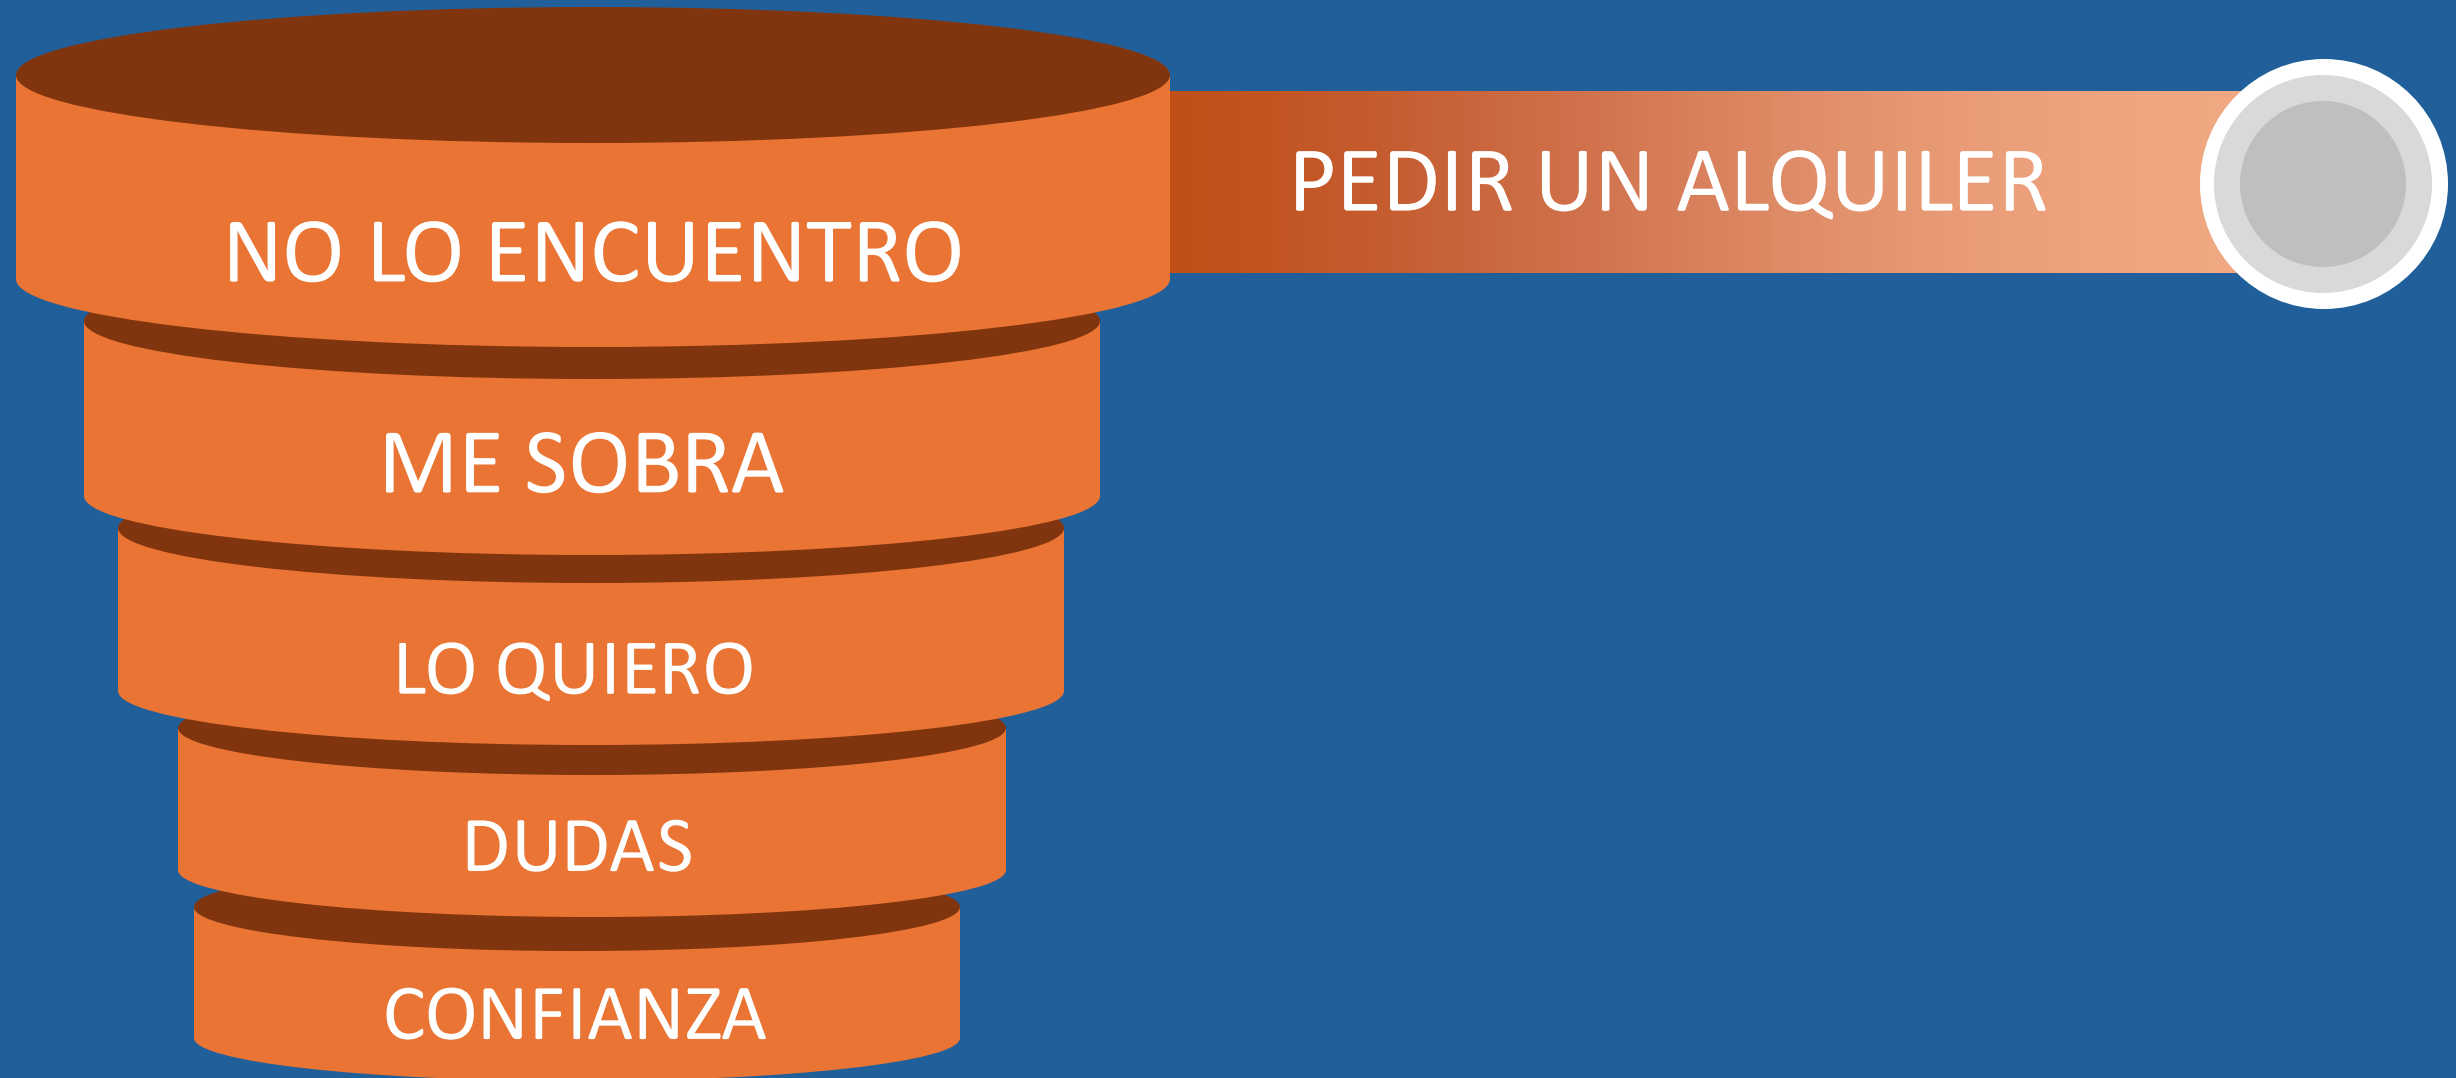 PEDIR UN ALQUILER
NO LO ENCUENTRO
ME SOBRA
LO QUIERO
DUDAS
CONFIANZA